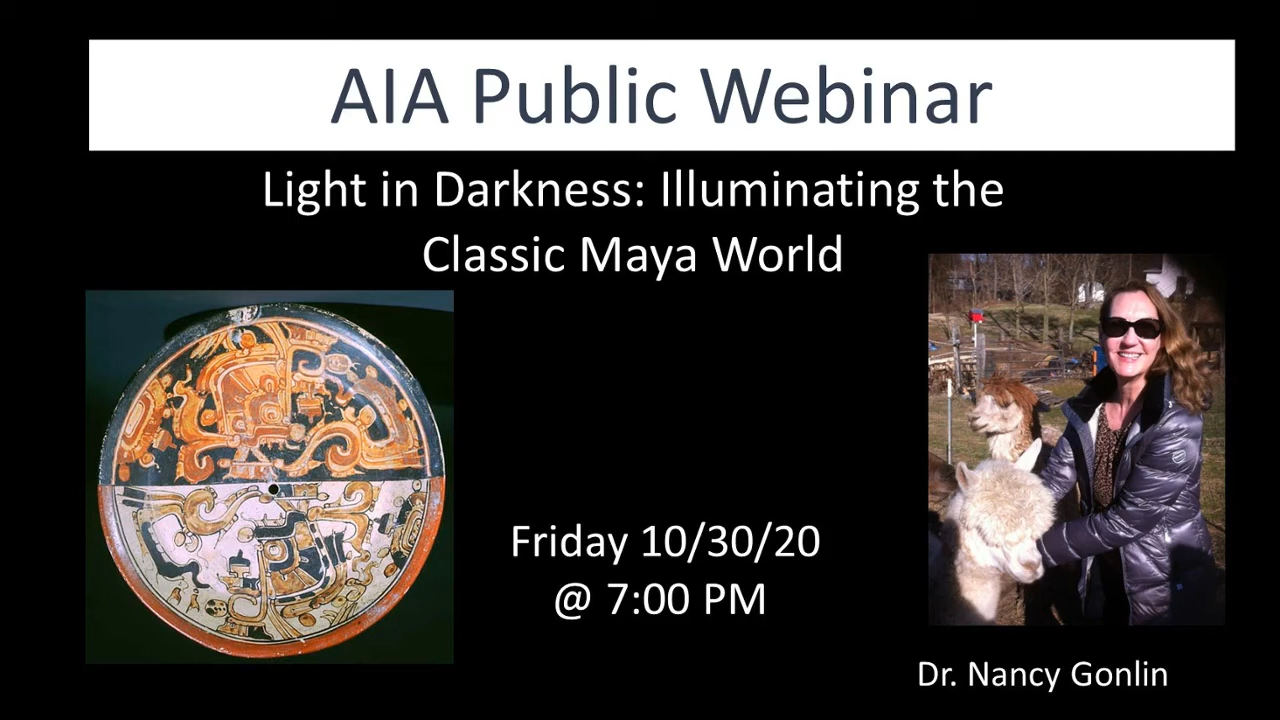 AIA Public Webinar
Light in Darkness: Illuminating the
Classic Maya World
Friday 10/30/20
@ 7:00 PM
Dr. Nancy Gonlin